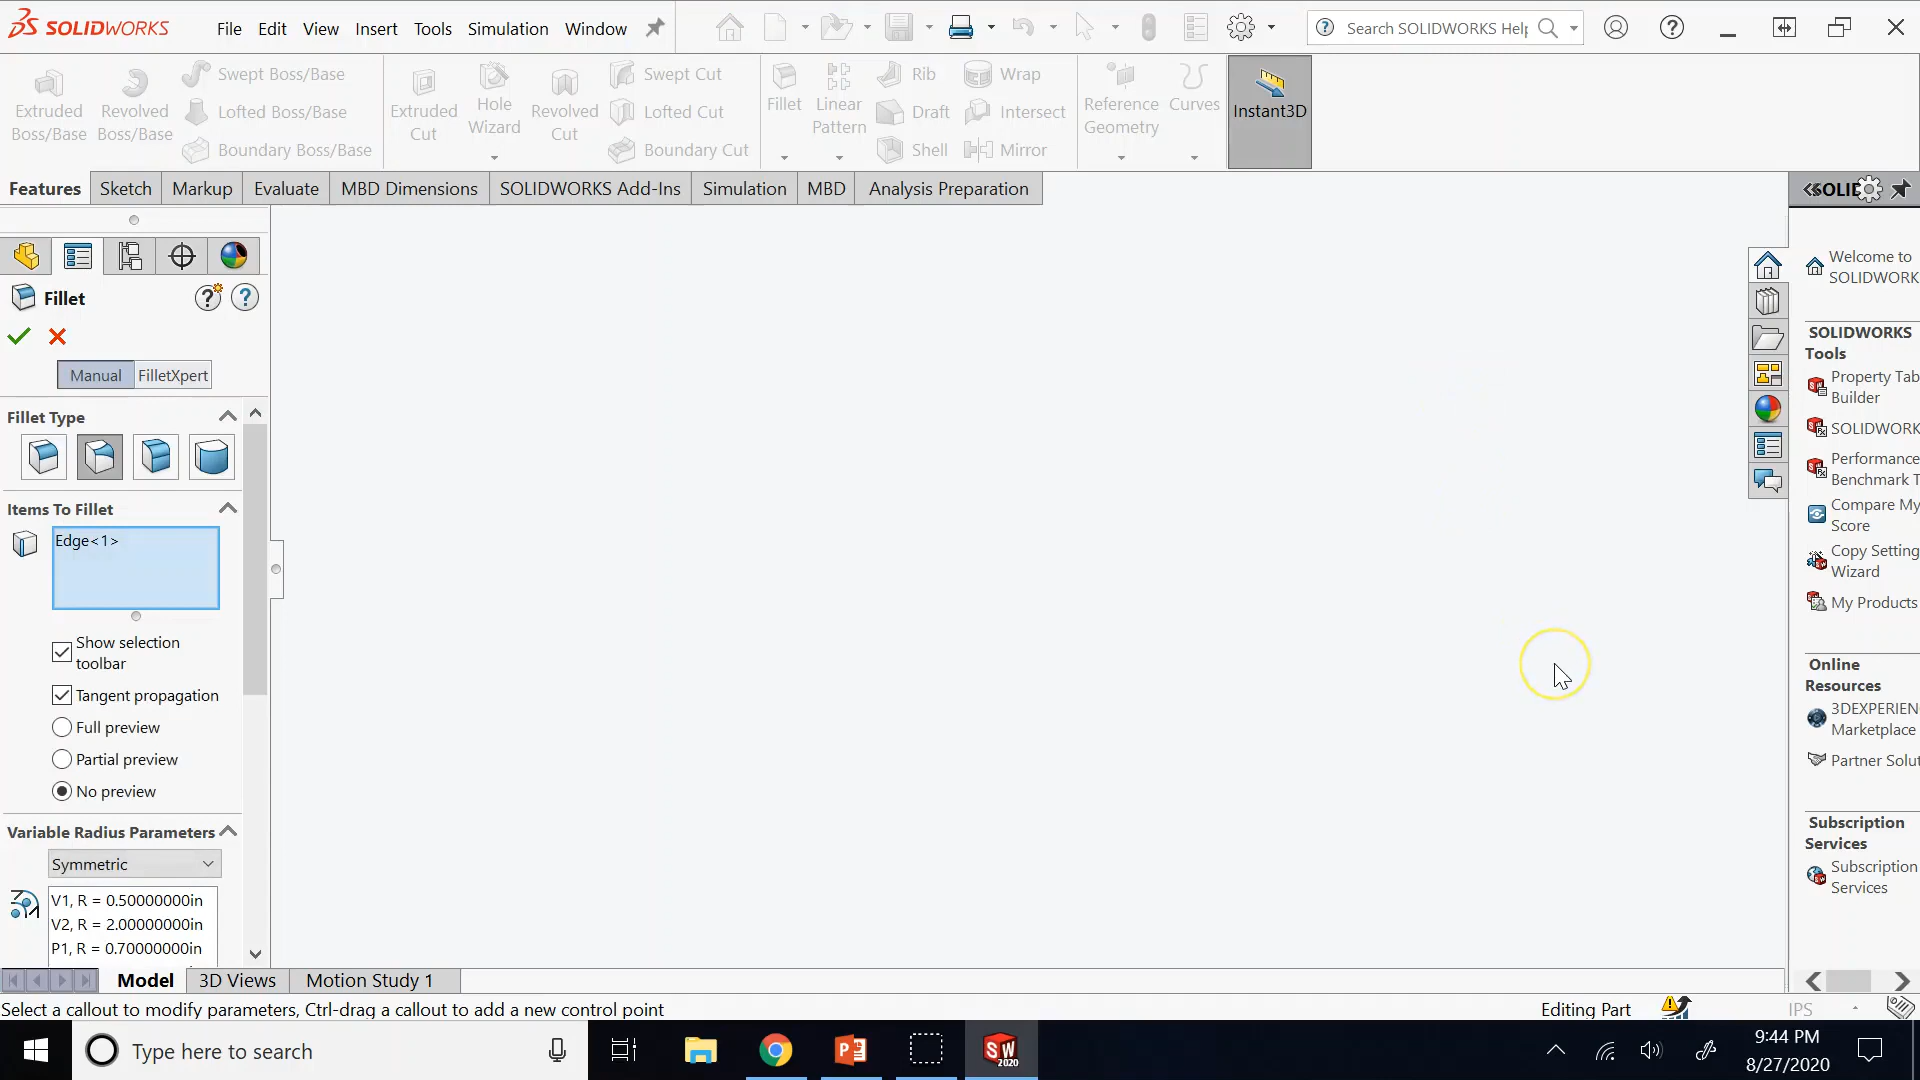 SOLIDWORKS
File Edit View Insert Tools Simulation Window
Search SOLIDWORKS Help
Extruded Boss/Base
Revolved Boss/Base
Swept Boss/Base
Lofted Boss/Base
Boundary Boss/Base
Extruded Cut
Hole Wizard
Revolved Cut
Swept Cut
Lofted Cut
Boundary Cut
Fillet
Linear Pattern
Rib
Draft
Shell
Wrap
Intersect
Mirror
Reference Geometry
Curves
Instant3D
Features Sketch Markup Evaluate MBD Dimensions SOLIDWORKS Add-Ins Simulation MBD Analysis Preparation
Fillet
Manual FilletXpert
Fillet Type
Items To Fillet
Edge<1>
Show selection
toolbar
Tangent propagation
Full preview
Partial preview
No preview
Variable Radius Parameters
Symmetric
V1, R = 0.50000000in
V2, R = 2.00000000in
P1, R = 0.70000000in
SOLID
Welcome to
SOLIDWORK
SOLIDWORKS
Tools
Property Tab
Builder
SOLIDWORK
Performance
Benchmark T
Compare My
Score
Copy Setting
Wizard
My Products
Online
Resources
3DEXPERIEN
Marketplace
Partner Solu
Subscription
Services
Subscription
Services
Model 3D Views Motion Study 1
Select a callout to modify parameters, Ctrl-drag a callout to add a new control point
Editing Part
IPS
Type here to search
SW
2020
9:44 PM
8/27/2020